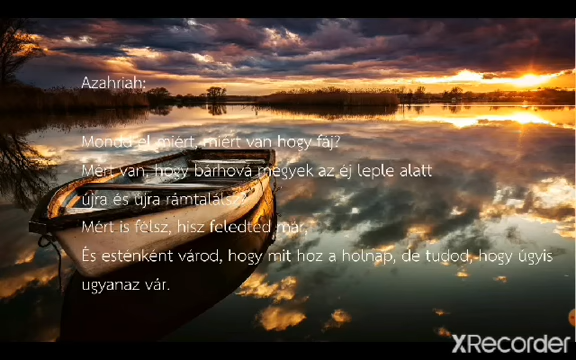 Azahriah:
Mondd el miért, miért van hogy fáj?
Mért van, hogy bárhová megyek az éj leple alatt
újra és újra rámtalálsz?
Mért is félsz, hisz feledted már,
És esténként várod, hogy mit hoz a holnap, de tudod, hogy úgyis
ugyanaz vár.
XRecorder